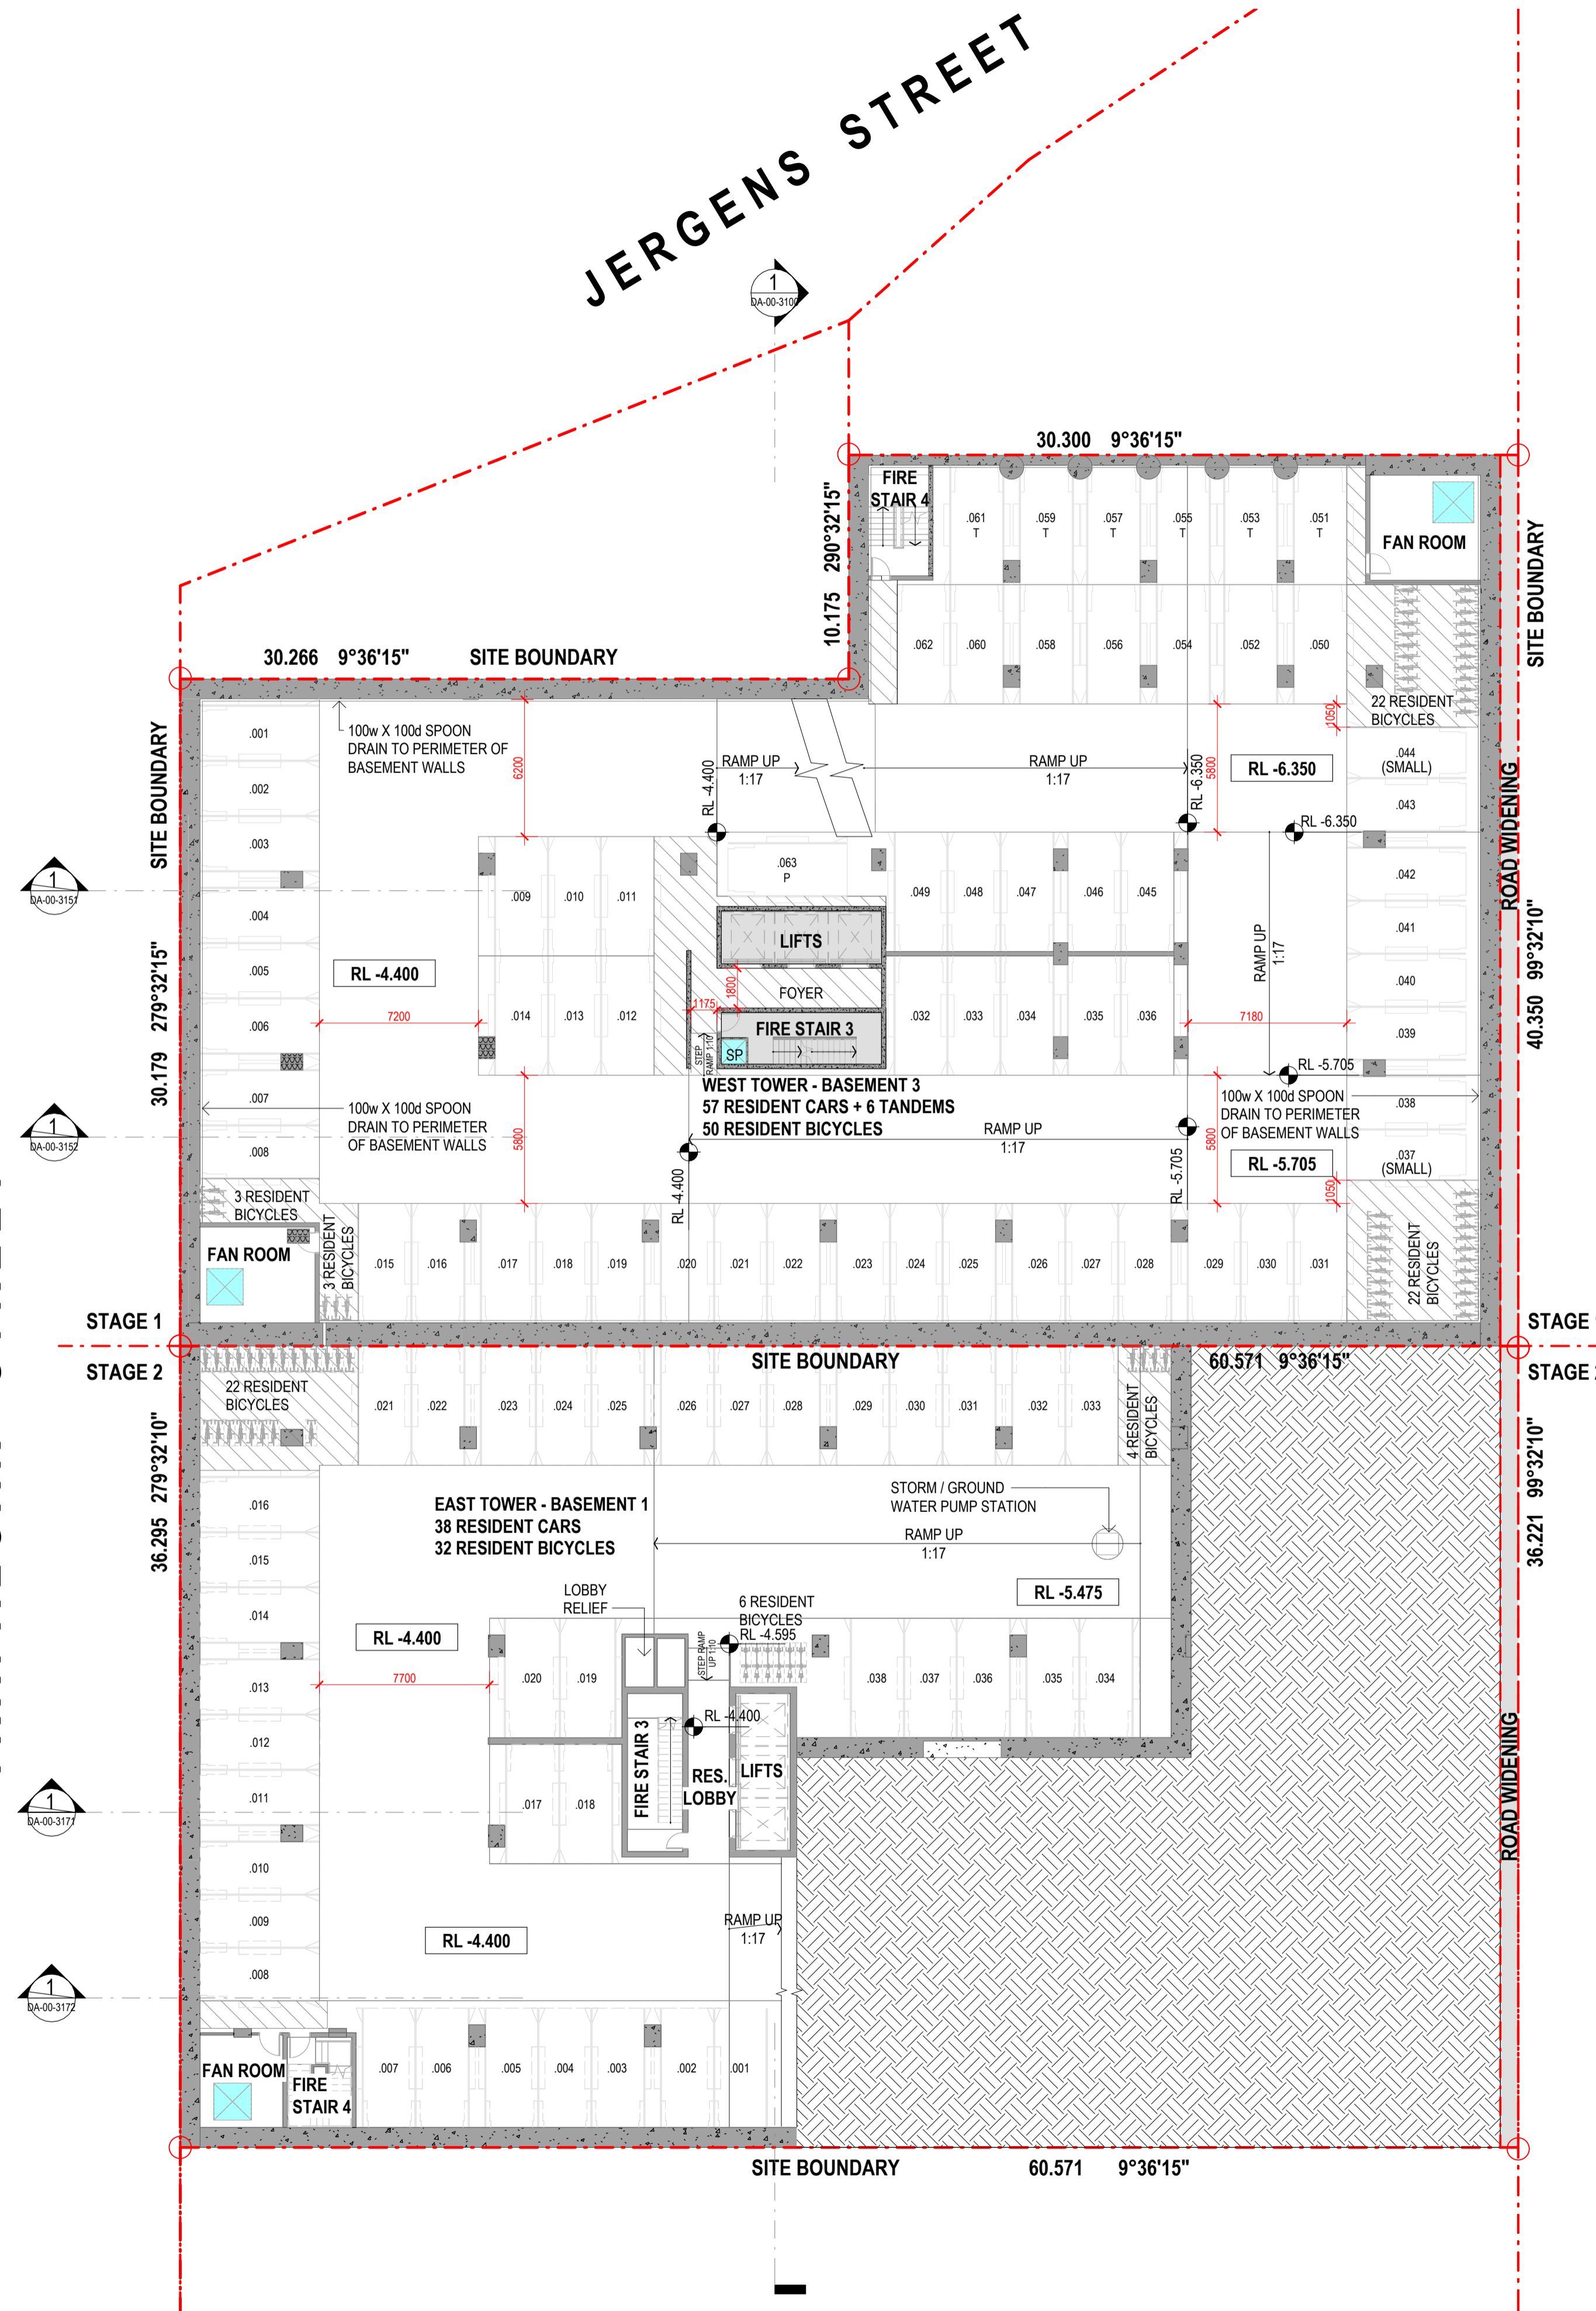 JERGENS STREET
1
DA-00-3100
30.300 9°36'15"
FIRE
STAIR 4
.061
T
.059
T
.057
T
.055
T
.053
T
.051
T
FAN ROOM
10.175 290°32'15"
SITE BOUNDARY
.062
.060
.058
.056
.054
.052
.050
30.266 9°36'15" SITE BOUNDARY
22 RESIDENT
BICYCLES
1050
SITE BOUNDARY
.001
.002
.003
.004
.005
.006
.007
.008
100w X 100d SPOON
DRAIN TO PERIMETER OF
BASEMENT WALLS
6200
RL -4.400
RAMP UP
1:17
RAMP UP
1:17
RL -6.350
5800
RL -6.350
.044
(SMALL)
.043
RL -6.350
ROAD WIDENING
.042
.041
.040
.039
.038
.037
(SMALL)
1
DA-00-3151
.009
.010
.011
.063
P
.049
.048
.047
.046
.045
LIFTS
RL -4.400
RAMP UP
1:17
30.179 279°32'15"
40.350 99°32'10"
7200
.014
.013
.012
1800
FOYER
1175
FIRE STAIR 3
SP
STEP
RAMP 1:10
.032
.033
.034
.035
.036
7180
RL -5.705
WEST TOWER - BASEMENT 3
57 RESIDENT CARS + 6 TANDEMS
50 RESIDENT BICYCLES
100w X 100d SPOON
DRAIN TO PERIMETER
OF BASEMENT WALLS
100w X 100d SPOON
DRAIN TO PERIMETER
OF BASEMENT WALLS
1
DA-00-3152
5800
RAMP UP
1:17
RL -4.400
RL -5.705
5800
RL -5.705
1050
3 RESIDENT
BICYCLES
FAN ROOM
3 RESIDENT
BICYCLES
.015
.016
.017
.018
.019
.020
.021
.022
.023
.024
.025
.026
.027
.028
.029
.030
.031
22 RESIDENT
BICYCLES
STAGE 1
STAGE
STAGE 2
STAGE
SITE BOUNDARY
60.571 9°36'15"
22 RESIDENT
BICYCLES
.021
.022
.023
.024
.025
.026
.027
.028
.029
.030
.031
.032
.033
4 RESIDENT
BICYCLES
36.295 279°32'10"
36.221 99°32'10"
.016
.015
.014
.013
.012
.011
.010
.009
.008
EAST TOWER - BASEMENT 1
38 RESIDENT CARS
32 RESIDENT BICYCLES
STORM / GROUND
WATER PUMP STATION
RAMP UP
1:17
LOBBY
RELIEF
RL -5.475
6 RESIDENT
BICYCLES
RL -4.595
RL -4.400
STEP RAMP
UP 1:10
7700
.020
.019
.038
.037
.036
.035
.034
RL -4.400
FIRE STAIR 3
RES.
LOBBY
LIFTS
ROAD WIDENING
.017
.018
1
DA-00-3171
RL -4.400
RAMP UP
1:17
1
DA-00-3172
FAN ROOM
FIRE
STAIR 4
.007
.006
.005
.004
.003
.002
.001
SITE BOUNDARY 60.571 9°36'15"